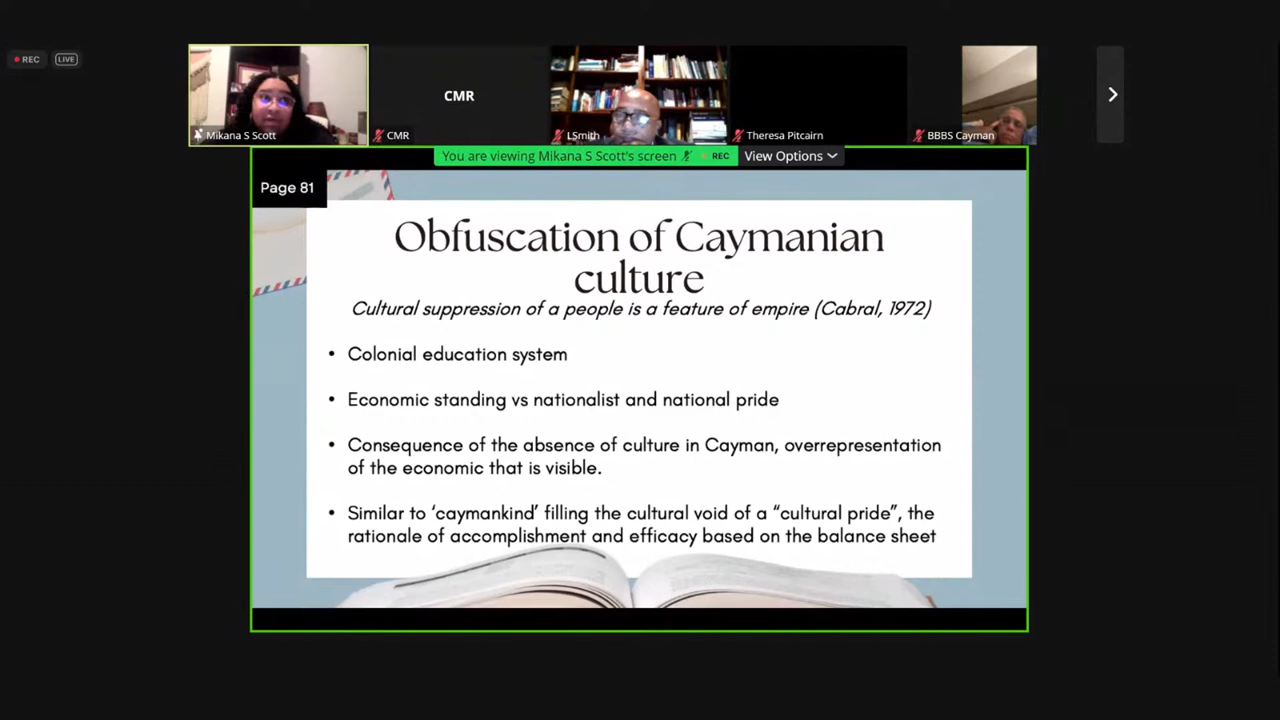 REC
LIVE
CMR
Mikana S Scott
CMR
LSmith
Theresa Pitcairn
BBBS Cayman
You are viewing Mikana S Scott's screen
REC
View Options
Page 81
Obfuscation of Caymanian
culture
Cultural suppression of a people is a feature of empire (Cabral, 1972)
• Colonial education system
• Economic standing vs nationalist and national pride
• Consequence of the absence of culture in Cayman, overrepresentation
of the economic that is visible.
• Similar to ‘caymankind’ filling the cultural void of a “cultural pride”, the
rationale of accomplishment and efficacy based on the balance sheet